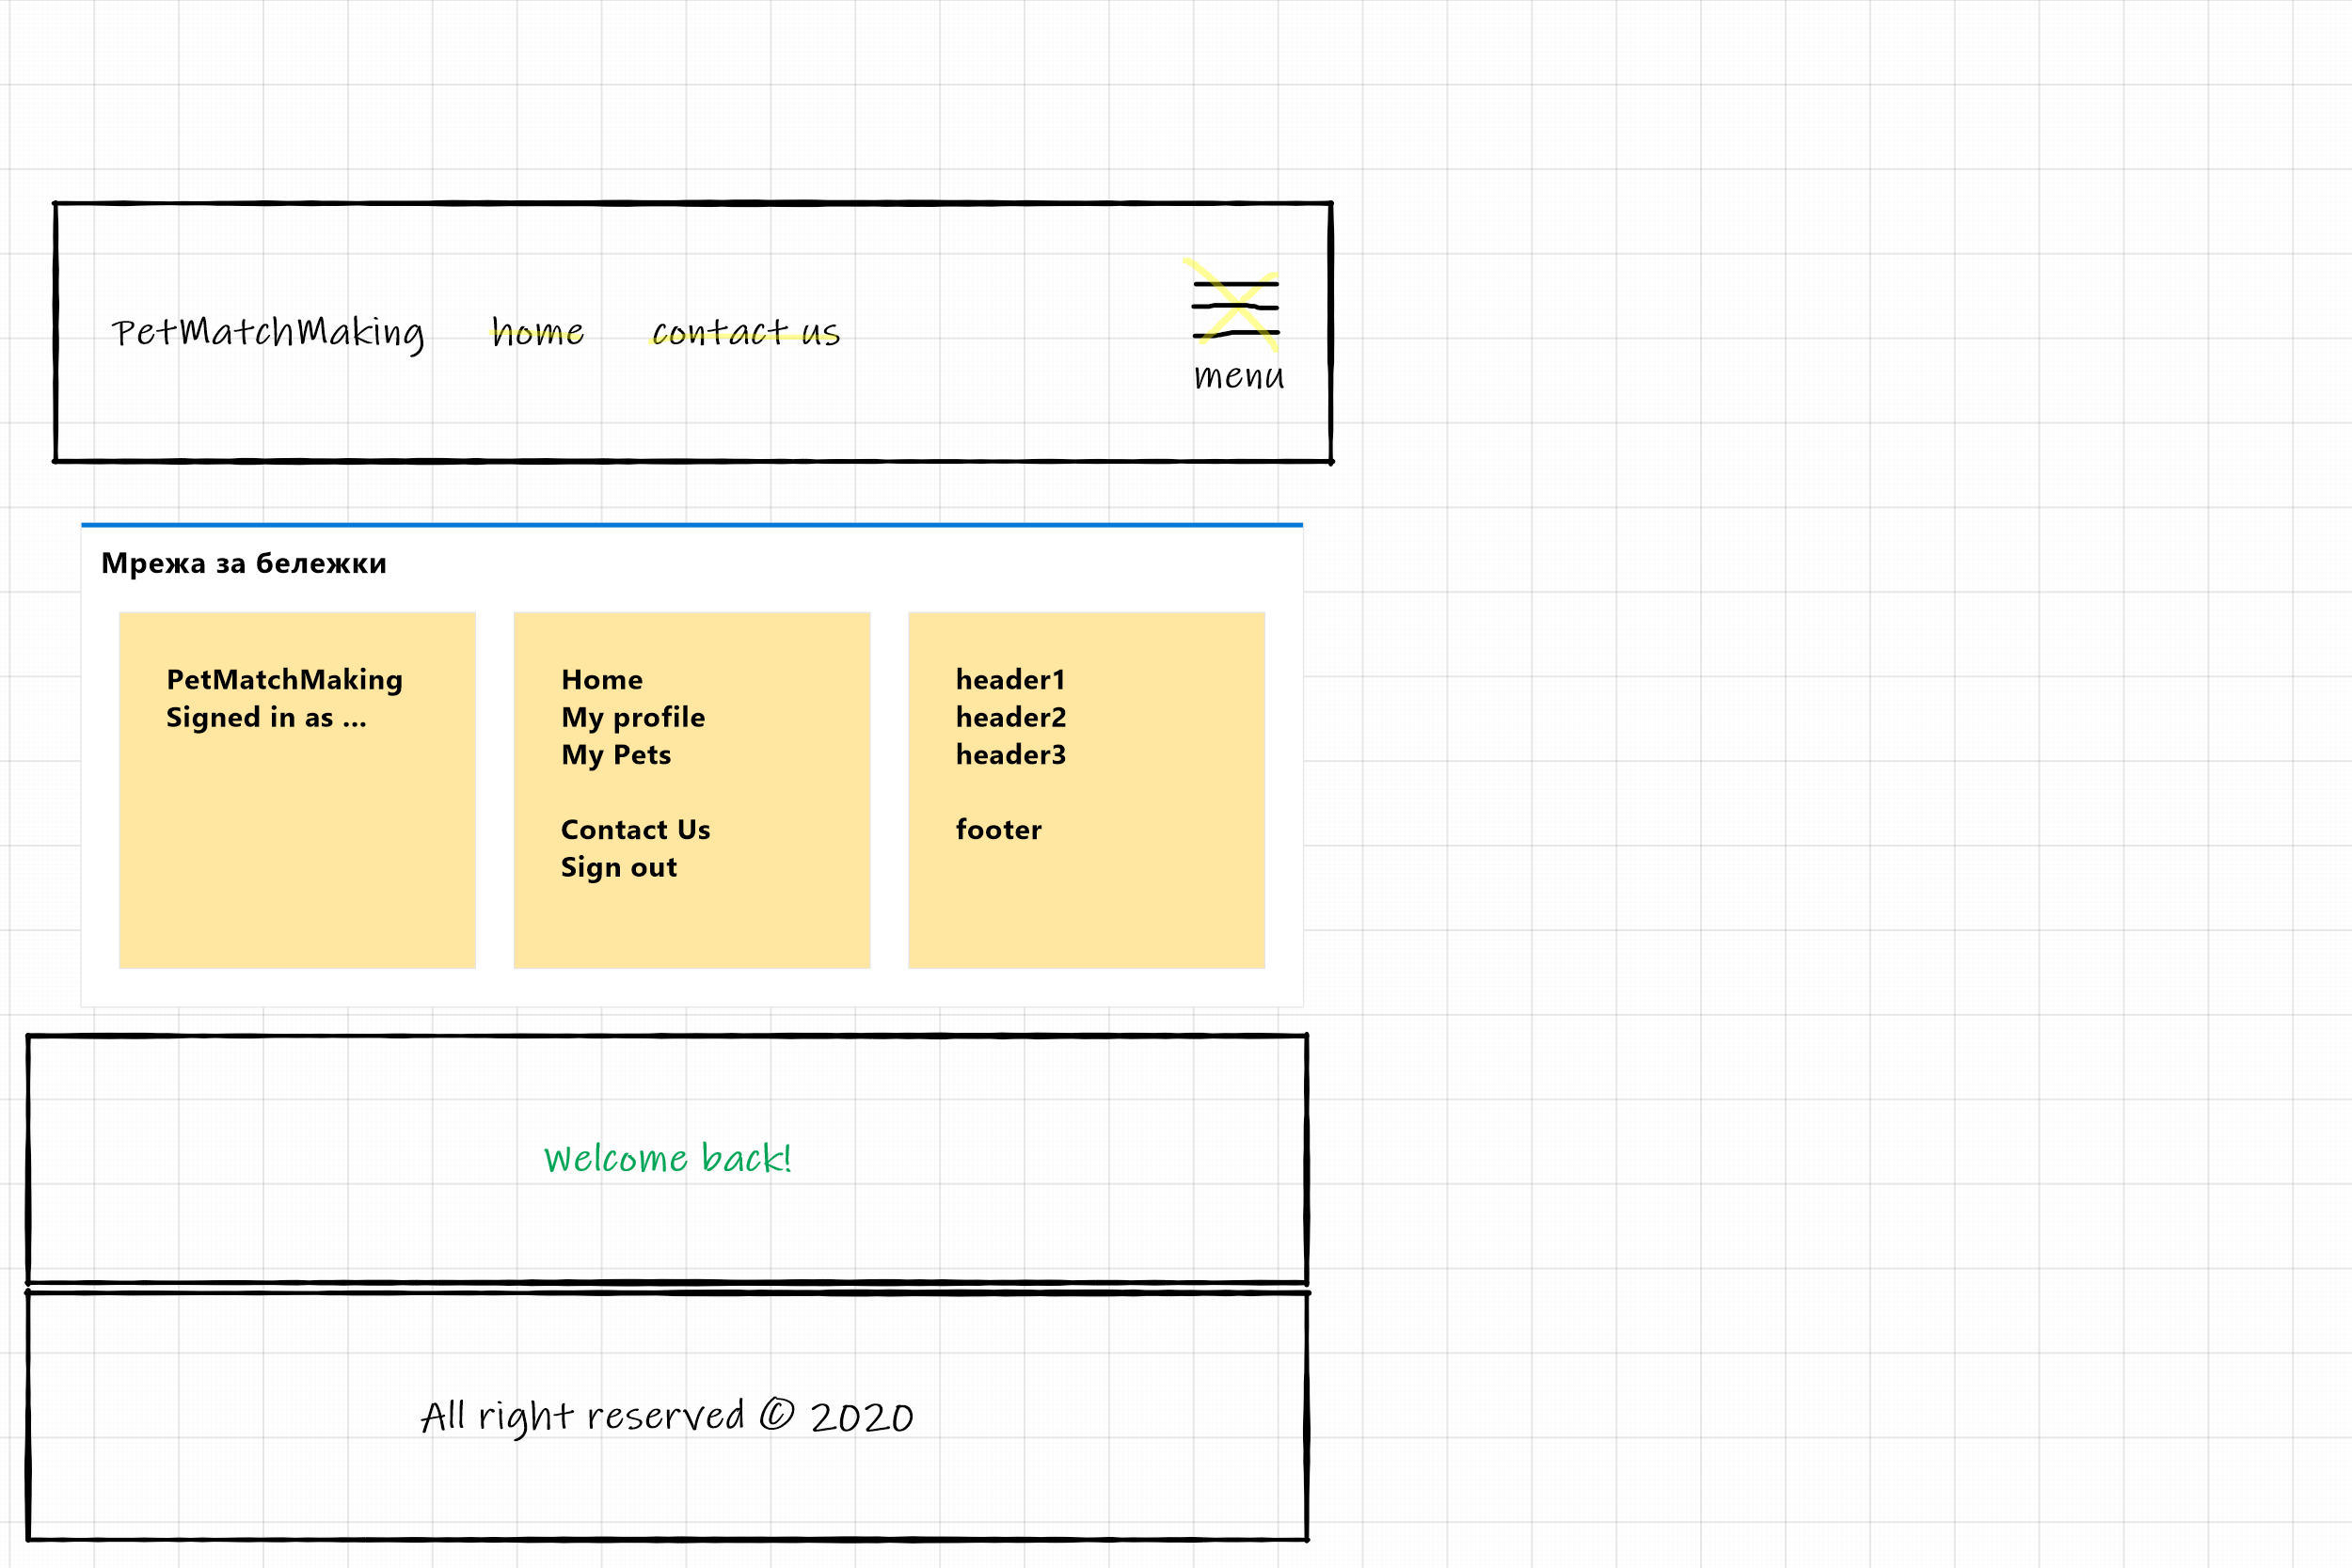 PetMatchMaking home contact us
menu
Мрежа за бележки
PetMatchMaking
Signed in as ...
Home
My profile
My Pets
Contact Us
Sign out
header1
header2
header3
footer
Welcome back!
All right reserved © 2020